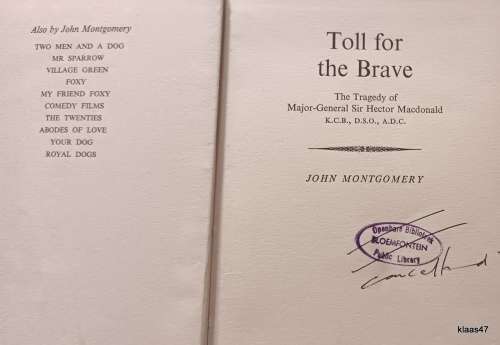 Also by John Montgomery
TWO MEN AND A DOG
MR SPARROW
VILLAGE GREEN
FOXY
MY FRIEND FOXY
COMEDY FILMS
THE TWENTIES
ABODES OF LOVE
YOUR DOG
ROYAL DOGS
Toll for
the Brave
The Tragedy of
Major-General Sir Hector Macdonald
K.C.B., D.S.O., A.D.C.
JOHN MONTGOMERY
Openbare Biblioteek
BLOEMFONTEIN
Public Library
cancelled
klaas47